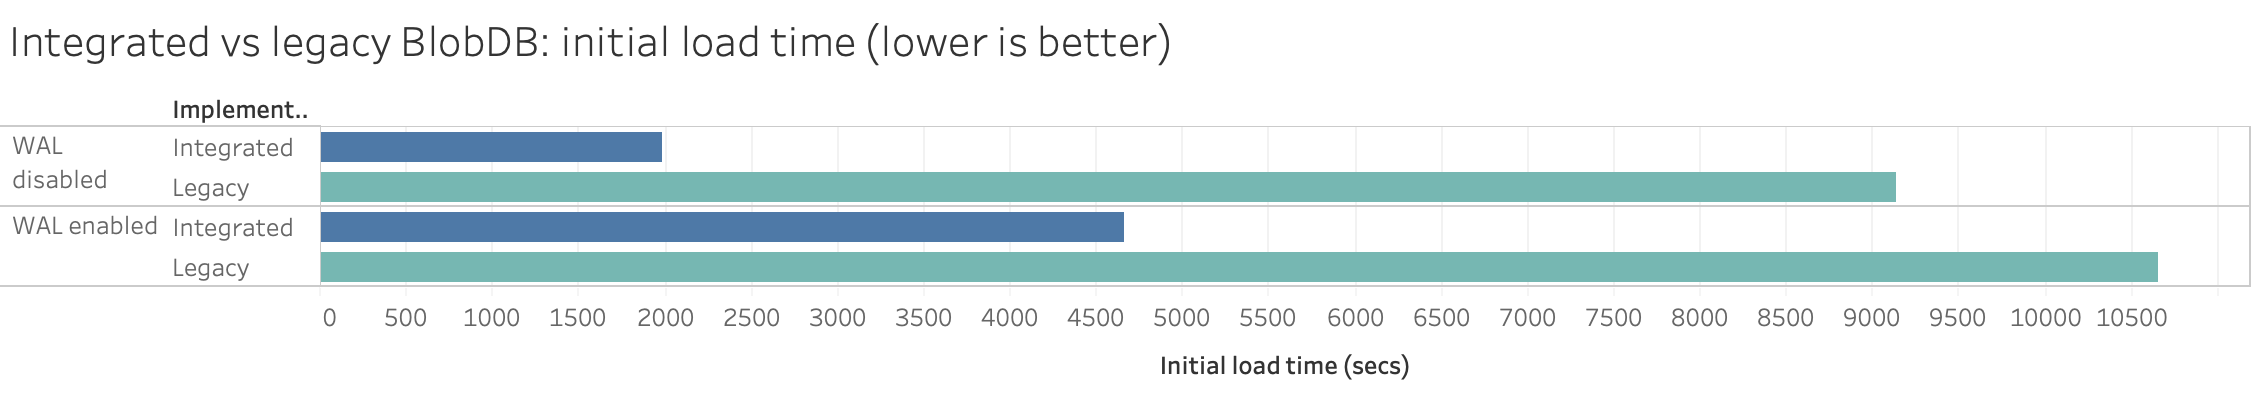 Integrated vs legacy BlobDB: initial load time (lower is better)
Implement..
WAL disabled
Integrated
Legacy
WAL enabled
Integrated
Legacy
0 500 1000 1500 2000 2500 3000 3500 4000 4500 5000 5500 6000 6500 7000 7500 8000 8500 9000 9500 10000 10500
Initial load time (secs)